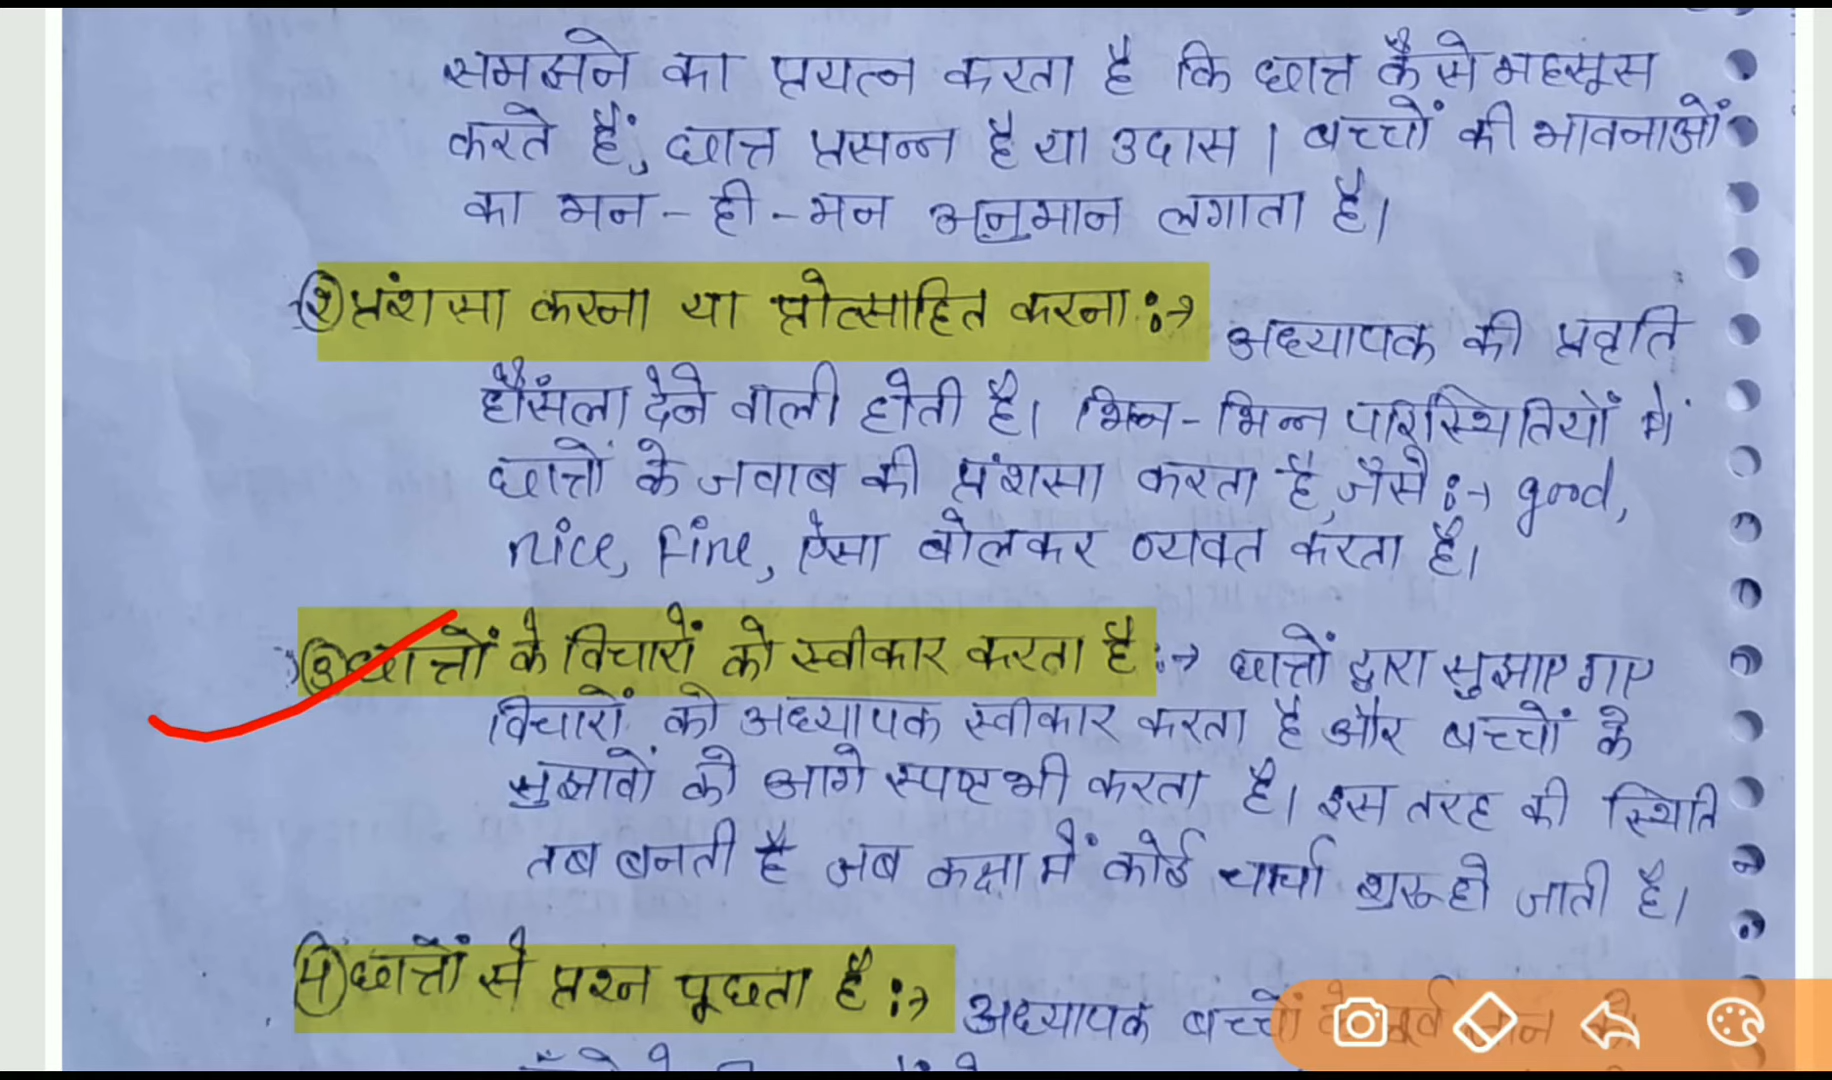 समझने का प्रयत्न करता है कि छात्र कैसे महसूस
करते हैं, छात्र प्रसन्न है या उदास। बच्चों की भावनाओं
का मन-ही-मन अनुमान लगाता है।
② प्रंशसा करना या प्रोत्साहित करना :→ अध्यापक की प्रवृति
हौंसला देने वाली होती है। भिन्न-भिन्न परिस्थितियों में
छात्रों के जवाब की प्रंशसा करता है, जैसे :→ good,
nice, Fine, ऐसा बोलकर व्यक्त करता है।
③ छात्रों के विचारों को स्वीकार करता है :→ छात्रों द्वारा सुझाए गए
विचारों को अध्यापक स्वीकार करता है और बच्चों के
सुझावों को आगे स्पष्ट भी करता है। इस तरह की स्थिति
तब बनती है जब कक्षा में कोई चर्चा शुरू हो जाती है।
④ छात्रों से प्रश्न पूछता है :→ अध्यापक बच्चों के पूर्व ज्ञान